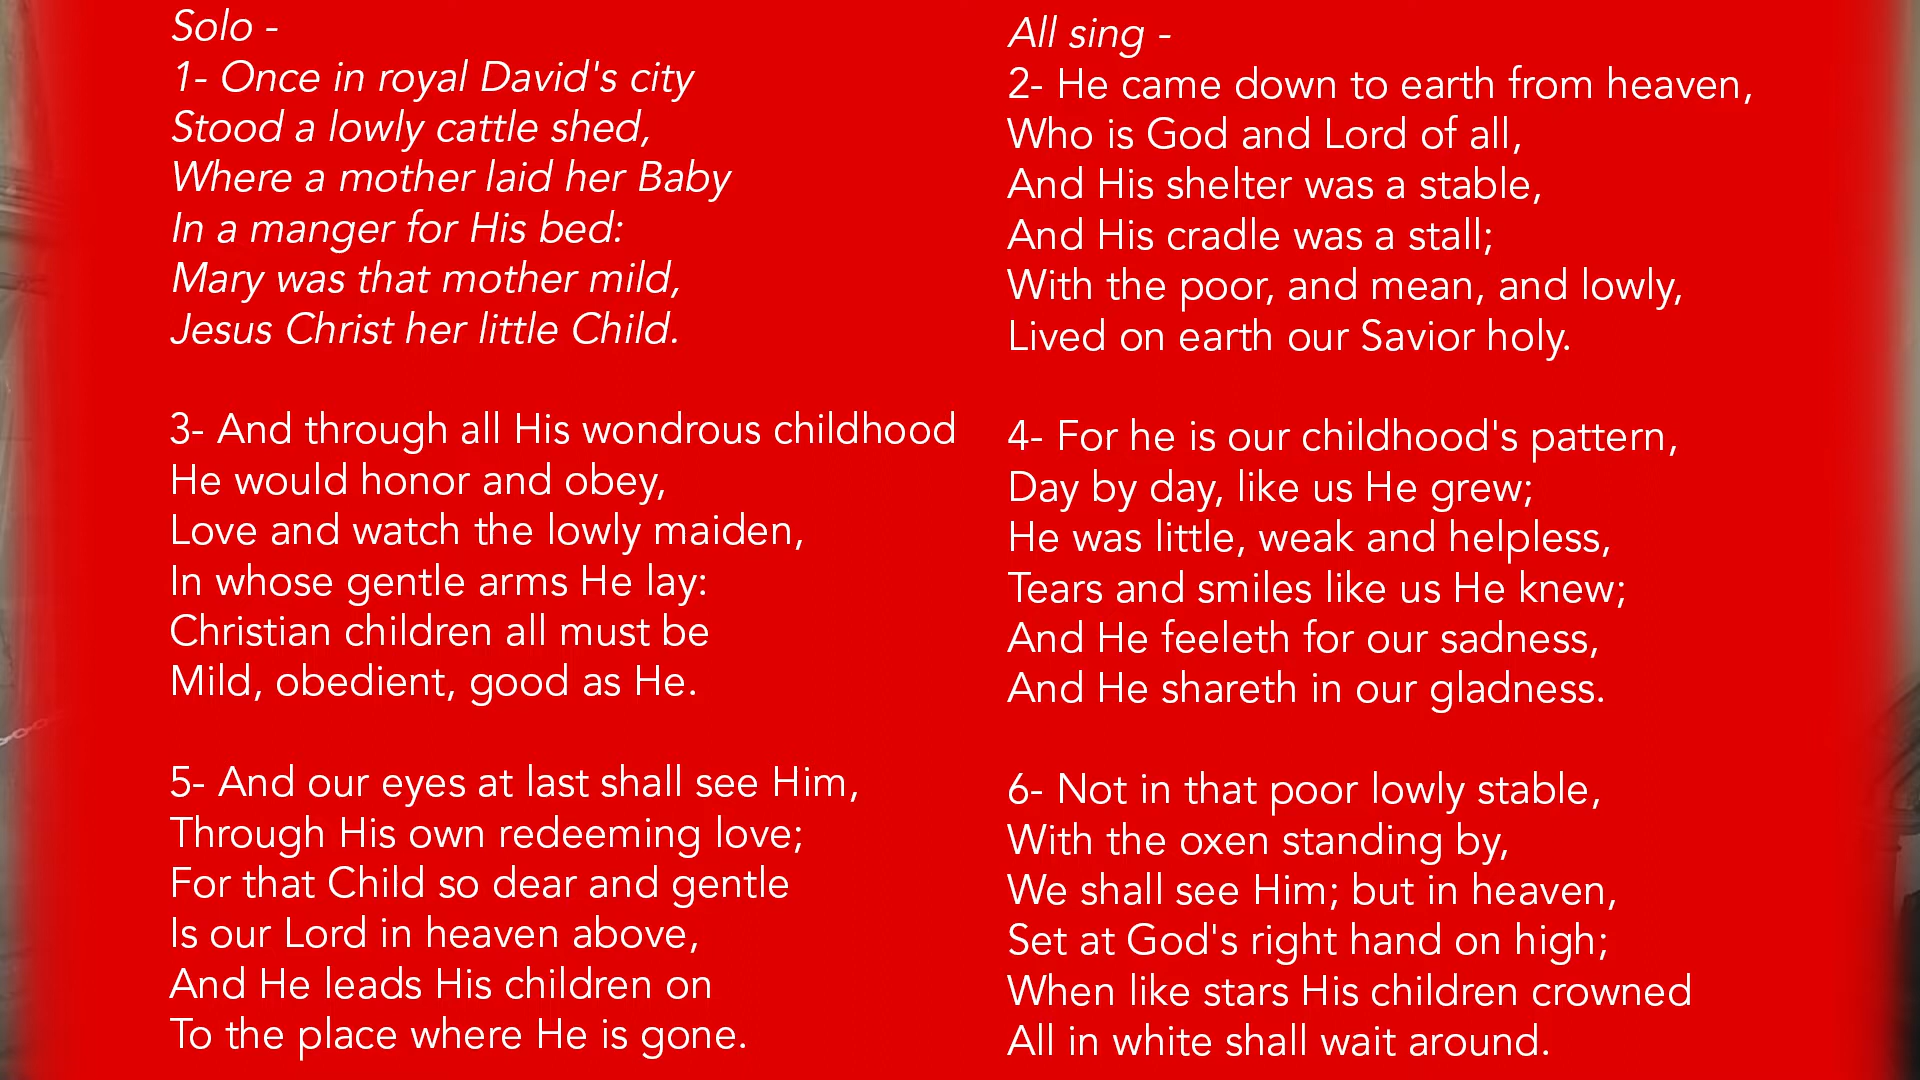 Solo -
1- Once in royal David's city
Stood a lowly cattle shed,
Where a mother laid her Baby
In a manger for His bed:
Mary was that mother mild,
Jesus Christ her little Child.
All sing -
2- He came down to earth from heaven,
Who is God and Lord of all,
And His shelter was a stable,
And His cradle was a stall;
With the poor, and mean, and lowly,
Lived on earth our Savior holy.
3- And through all His wondrous childhood
He would honor and obey,
Love and watch the lowly maiden,
In whose gentle arms He lay:
Christian children all must be
Mild, obedient, good as He.
4- For he is our childhood's pattern,
Day by day, like us He grew;
He was little, weak and helpless,
Tears and smiles like us He knew;
And He feeleth for our sadness,
And He shareth in our gladness.
5- And our eyes at last shall see Him,
Through His own redeeming love;
For that Child so dear and gentle
Is our Lord in heaven above,
And He leads His children on
To the place where He is gone.
6- Not in that poor lowly stable,
With the oxen standing by,
We shall see Him; but in heaven,
Set at God's right hand on high;
When like stars His children crowned
All in white shall wait around.